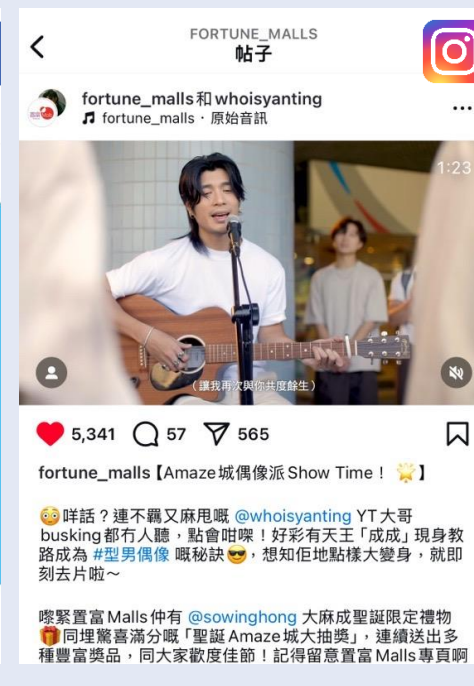 FORTUNE_MALLS
帖子
fortune_malls和whoisyanting
fortune_malls · 原始音訊
1:23
（讓我再次與你共度餘生）
5,341 57 565
fortune_malls【Amaze城偶像派Show Time！🌟】
😳咩話？連不羈又麻甩嘅 @whoisyanting YT大哥
busking都冇人聽，點會咁㗎！好彩有天王「成成」現身教
路成為 #型男偶像 嘅秘訣😎，想知佢地點樣大變身，就即
刻去片啦～
嚟緊置富Malls仲有 @sowinghong 大麻成聖誕限定禮物
🎁同埋驚喜滿分嘅「聖誕Amaze城大抽獎」，連續送出多
種豐富獎品，同大家歡度佳節！記得留意置富Malls專頁啊